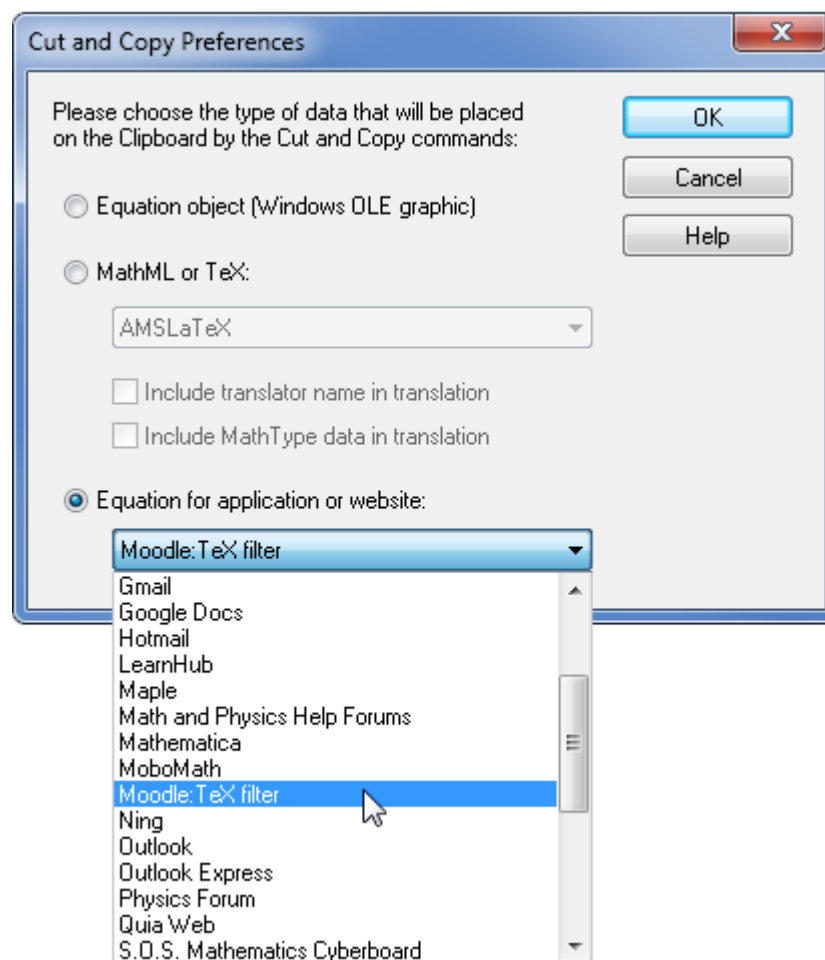 Cut and Copy Preferences
Please choose the type of data that will be placed
on the Clipboard by the Cut and Copy commands:
OK
Cancel
Help
Equation object (Windows OLE graphic)
MathML or TeX:
AMSLaTeX
Include translator name in translation
Include MathType data in translation
Equation for application or website:
Moodle:TeX filter
Gmail
Google Docs
Hotmail
LearnHub
Maple
Math and Physics Help Forums
Mathematica
MoboMath
Moodle:TeX filter
Ning
Outlook
Outlook Express
Physics Forum
Quia Web
S.O.S. Mathematics Cyberboard